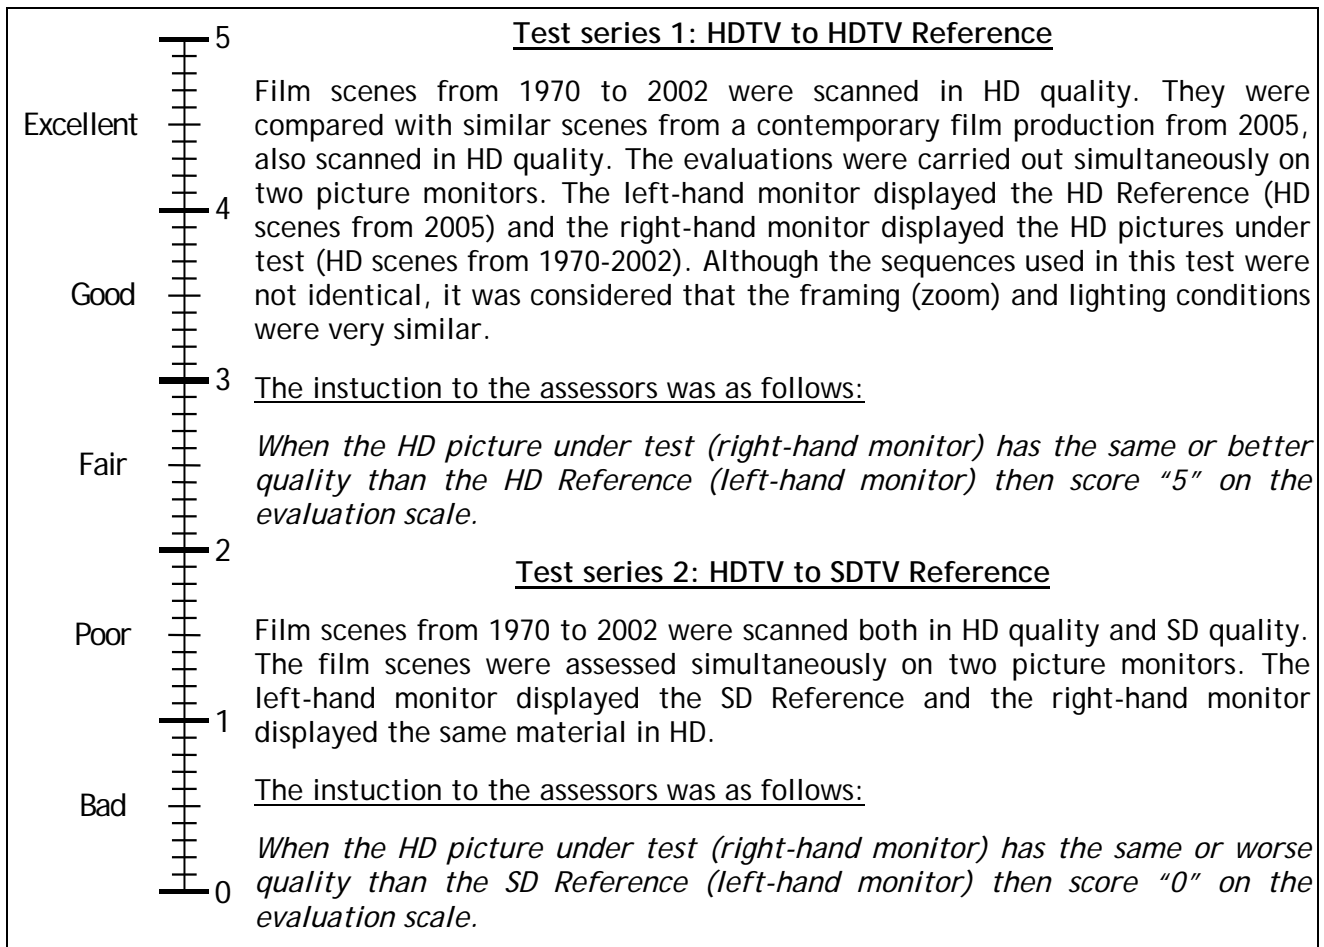 5
Excellent
4
Good
3
Fair
2
Poor
1
Bad
0
Test series 1: HDTV to HDTV Reference
Film scenes from 1970 to 2002 were scanned in HD quality. They were
compared with similar scenes from a contemporary film production from 2005,
also scanned in HD quality. The evaluations were carried out simultaneously on
two picture monitors. The left-hand monitor displayed the HD Reference (HD
scenes from 2005) and the right-hand monitor displayed the HD pictures under
test (HD scenes from 1970-2002). Although the sequences used in this test were
not identical, it was considered that the framing (zoom) and lighting conditions
were very similar.
The instuction to the assessors was as follows:
When the HD picture under test (right-hand monitor) has the same or better
quality than the HD Reference (left-hand monitor) then score “5” on the
evaluation scale.
Test series 2: HDTV to SDTV Reference
Film scenes from 1970 to 2002 were scanned both in HD quality and SD quality.
The film scenes were assessed simultaneously on two picture monitors. The
left-hand monitor displayed the SD Reference and the right-hand monitor
displayed the same material in HD.
The instuction to the assessors was as follows:
When the HD picture under test (right-hand monitor) has the same or worse
quality than the SD Reference (left-hand monitor) then score “0” on the
evaluation scale.